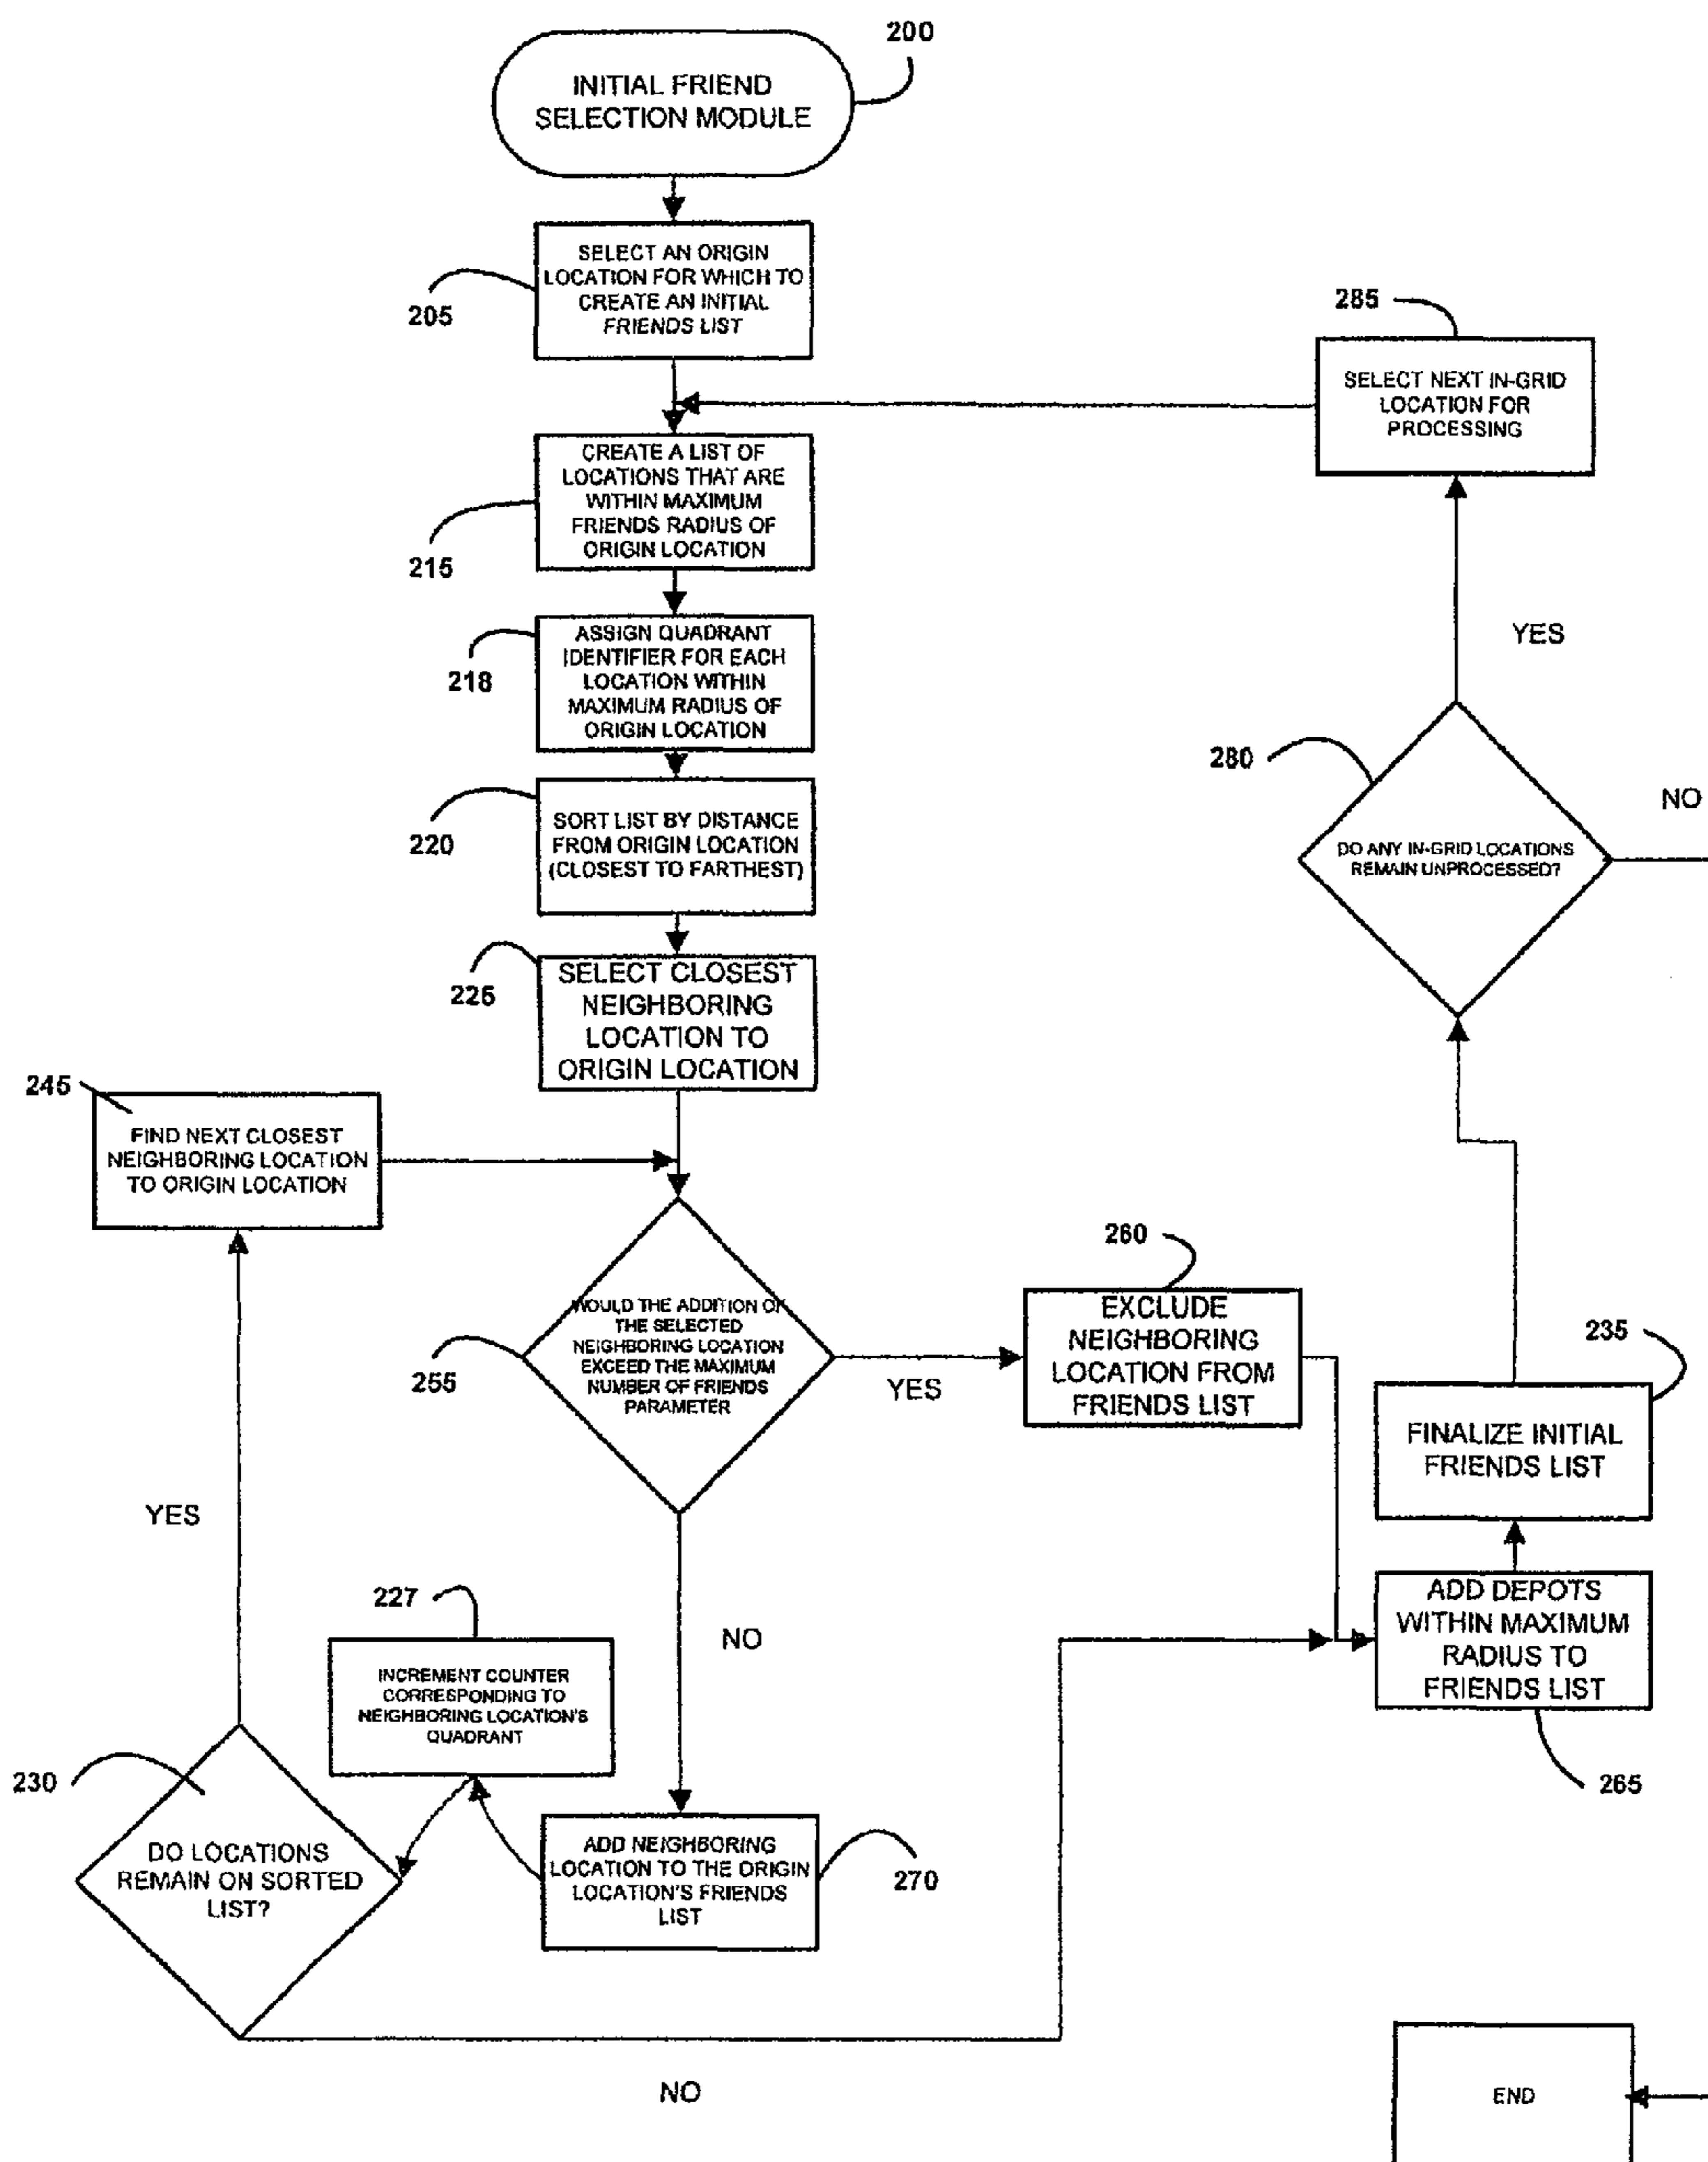 200
INITIAL FRIEND
SELECTION MODULE
SELECT AN ORIGIN
LOCATION FOR WHICH TO
CREATE AN INITIAL
FRIENDS LIST
205
285
SELECT NEXT IN-GRID
LOCATION FOR
PROCESSING
CREATE A LIST OF
LOCATIONS THAT ARE
WITHIN MAXIMUM
FRIENDS RADIUS OF
ORIGIN LOCATION
215
ASSIGN QUADRANT
IDENTIFIER FOR EACH
LOCATION WITHIN
MAXIMUM RADIUS OF
ORIGIN LOCATION
218
YES
280
NO
DO ANY IN-GRID LOCATIONS
REMAIN UNPROCESSED?
SORT LIST BY DISTANCE
FROM ORIGIN LOCATION
(CLOSEST TO FARTHEST)
220
SELECT CLOSEST
NEIGHBORING
LOCATION TO
ORIGIN LOCATION
225
245
FIND NEXT CLOSEST
NEIGHBORING LOCATION
TO ORIGIN LOCATION
WOULD THE ADDITION OF
THE SELECTED
NEIGHBORING LOCATION
EXCEED THE MAXIMUM
NUMBER OF FRIENDS
PARAMETER
255
YES
260
EXCLUDE
NEIGHBORING
LOCATION FROM
FRIENDS LIST
235
FINALIZE INITIAL
FRIENDS LIST
YES
227
NO
INCREMENT COUNTER
CORRESPONDING TO
NEIGHBORING LOCATION'S
QUADRANT
ADD DEPOTS
WITHIN MAXIMUM
RADIUS TO
FRIENDS LIST
265
230
DO LOCATIONS
REMAIN ON SORTED
LIST?
ADD NEIGHBORING
LOCATION TO THE ORIGIN
LOCATION'S FRIENDS
LIST
270
NO
END